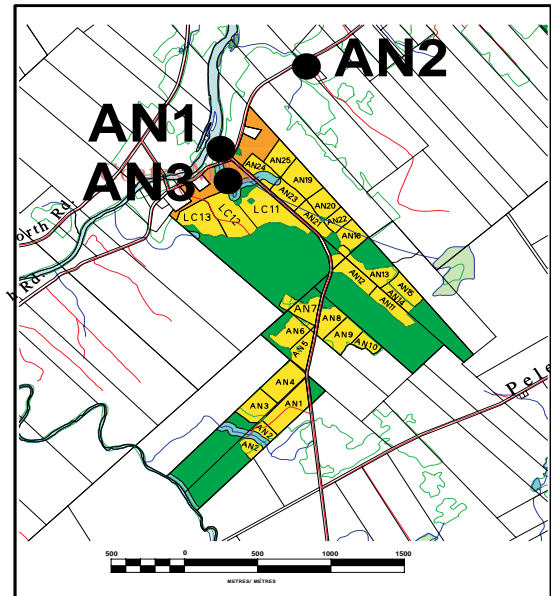 AN2
AN1
AN3
AN24
AN25
AN19
AN23
AN20
AN21
AN22
AN16
LC13
LC12
LC11
orth Rd.
h Rd.
AN12
AN13
AN15
AN14
AN11
AN7
AN8
AN6
AN9
AN10
AN5
AN4
AN3
AN1
AN2
AN2
Pele
500 0 500 1000 1500
METRES/ MÈTRES